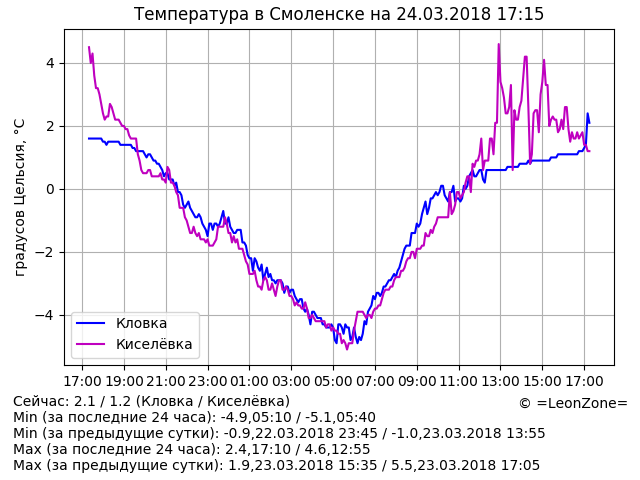 Температура в Смоленске на 24.03.2018 17:15
градусов Цельсия, °C
4
2
0
−2
−4
Кловка
Киселёвка
17:00 19:00 21:00 23:00 01:00 03:00 05:00 07:00 09:00 11:00 13:00 15:00 17:00
Сейчас: 2.1 / 1.2 (Кловка / Киселёвка)
© =LeonZone=
Min (за последние 24 часа): -4.9,05:10 / -5.1,05:40
Min (за предыдущие сутки): -0.9,22.03.2018 23:45 / -1.0,23.03.2018 13:55
Max (за последние 24 часа): 2.4,17:10 / 4.6,12:55
Max (за предыдущие сутки): 1.9,23.03.2018 15:35 / 5.5,23.03.2018 17:05